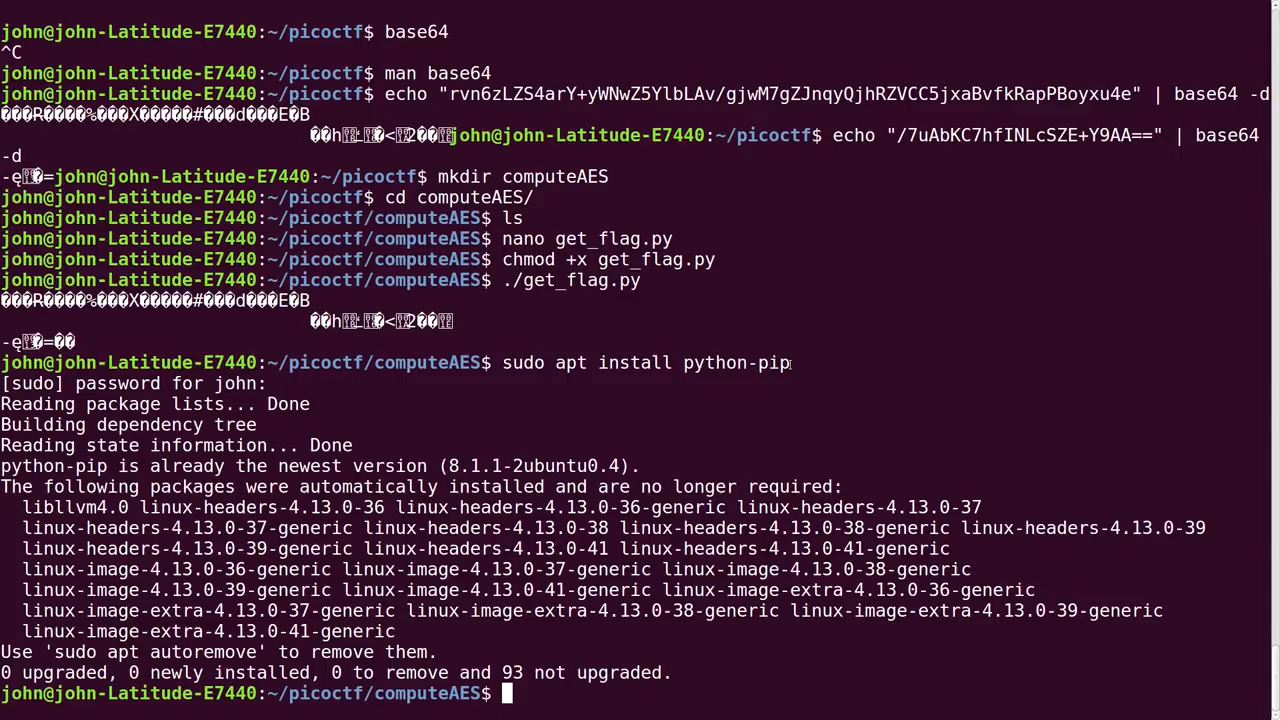 john@john-Latitude-E7440:~/picoctf$ base64
^C
john@john-Latitude-E7440:~/picoctf$ man base64
john@john-Latitude-E7440:~/picoctf$ echo "rvn6zLZS4arY+yWNwZ5YlbLAv/gjwM7gZJnqyQjhRZVCC5jxaBvfkRapPBoyxu4e" | base64 -d
���R����%���X�����#���d���E�B
��h�<2��john@john-Latitude-E7440:~/picoctf$ echo "/7uAbKC7hfINLcSZE+Y9AA==" | base64
-d
-ę�=john@john-Latitude-E7440:~/picoctf$ mkdir computeAES
john@john-Latitude-E7440:~/picoctf$ cd computeAES/
john@john-Latitude-E7440:~/picoctf/computeAES$ ls
john@john-Latitude-E7440:~/picoctf/computeAES$ nano get_flag.py
john@john-Latitude-E7440:~/picoctf/computeAES$ chmod +x get_flag.py
john@john-Latitude-E7440:~/picoctf/computeAES$ ./get_flag.py
���R����%���X�����#���d���E�B
��h�<2��
-ę�=��
john@john-Latitude-E7440:~/picoctf/computeAES$ sudo apt install python-pip
[sudo] password for john:
Reading package lists... Done
Building dependency tree
Reading state information... Done
python-pip is already the newest version (8.1.1-2ubuntu0.4).
The following packages were automatically installed and are no longer required:
libllvm4.0 linux-headers-4.13.0-36 linux-headers-4.13.0-36-generic linux-headers-4.13.0-37
linux-headers-4.13.0-37-generic linux-headers-4.13.0-38 linux-headers-4.13.0-38-generic linux-headers-4.13.0-39
linux-headers-4.13.0-39-generic linux-headers-4.13.0-41 linux-headers-4.13.0-41-generic
linux-image-4.13.0-36-generic linux-image-4.13.0-37-generic linux-image-4.13.0-38-generic
linux-image-4.13.0-39-generic linux-image-4.13.0-41-generic linux-image-extra-4.13.0-36-generic
linux-image-extra-4.13.0-37-generic linux-image-extra-4.13.0-38-generic linux-image-extra-4.13.0-39-generic
linux-image-extra-4.13.0-41-generic
Use 'sudo apt autoremove' to remove them.
0 upgraded, 0 newly installed, 0 to remove and 93 not upgraded.
john@john-Latitude-E7440:~/picoctf/computeAES$